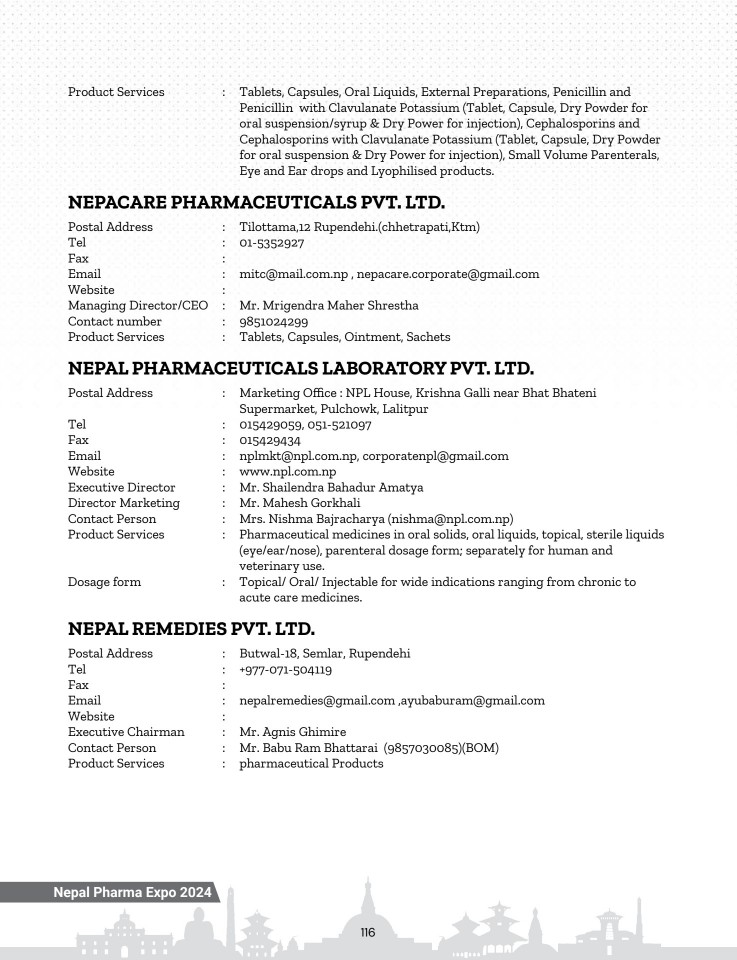 Product Services : Tablets, Capsules, Oral Liquids, External Preparations, Penicillin and
Penicillin with Clavulanate Potassium (Tablet, Capsule, Dry Powder for
oral suspension/syrup & Dry Power for injection), Cephalosporins and
Cephalosporins with Clavulanate Potassium (Tablet, Capsule, Dry Powder
for oral suspension & Dry Power for injection), Small Volume Parenterals,
Eye and Ear drops and Lyophilised products.
NEPACARE PHARMACEUTICALS PVT. LTD.
Postal Address : Tilottama,12 Rupendehi.(chhetrapati,Ktm)
Tel : 01-5352927
Fax :
Email : mitc@mail.com.np , nepacare.corporate@gmail.com
Website :
Managing Director/CEO : Mr. Mrigendra Maher Shrestha
Contact number : 9851024299
Product Services : Tablets, Capsules, Ointment, Sachets
NEPAL PHARMACEUTICALS LABORATORY PVT. LTD.
Postal Address : Marketing Office : NPL House, Krishna Galli near Bhat Bhateni
Supermarket, Pulchowk, Lalitpur
Tel : 015429059, 051-521097
Fax : 015429434
Email : nplmkt@npl.com.np, corporatenpl@gmail.com
Website : www.npl.com.np
Executive Director : Mr. Shailendra Bahadur Amatya
Director Marketing : Mr. Mahesh Gorkhali
Contact Person : Mrs. Nishma Bajracharya (nishma@npl.com.np)
Product Services : Pharmaceutical medicines in oral solids, oral liquids, topical, sterile liquids
(eye/ear/nose), parenteral dosage form; separately for human and
veterinary use.
Dosage form : Topical/ Oral/ Injectable for wide indications ranging from chronic to
acute care medicines.
NEPAL REMEDIES PVT. LTD.
Postal Address : Butwal-18, Semlar, Rupendehi
Tel : +977-071-504119
Fax :
Email : nepalremedies@gmail.com ,ayubaburam@gmail.com
Website :
Executive Chairman : Mr. Agnis Ghimire
Contact Person : Mr. Babu Ram Bhattarai (9857030085)(BOM)
Product Services : pharmaceutical Products
Nepal Pharma Expo 2024
116